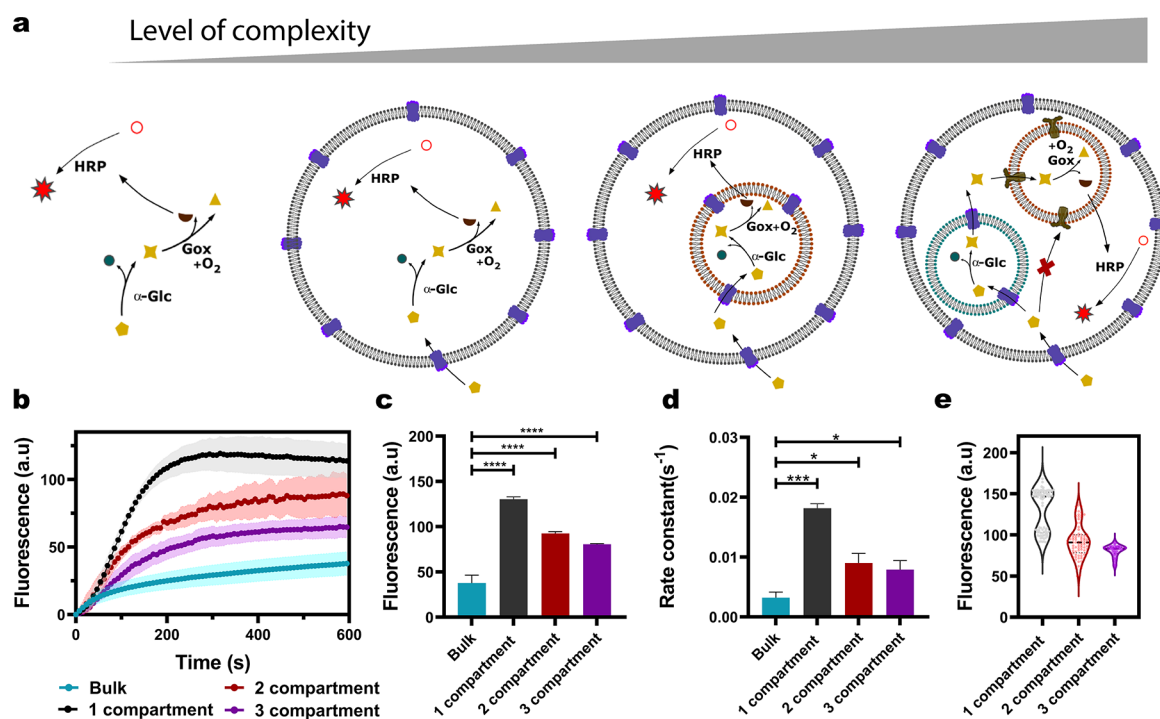 a
Level of complexity
HRP
Gox
+O2
α-Glc
HRP
Gox
+O2
α-Glc
HRP
Gox+O2
α-Glc
+O2
Gox
α-Glc
HRP
b
Fluorescence (a.u)
100
50
0
0 200 400 600
Time (s)
Bulk
1 compartment
2 compartment
3 compartment
c
Fluorescence (a.u)
200
150
100
50
0
****
****
****
Bulk
1 compartment
2 compartment
3 compartment
d
Rate constant(s-1)
0.03
0.02
0.01
0.00
*
*
***
Bulk
1 compartment
2 compartment
3 compartment
e
Fluorescence (a.u)
200
150
100
50
0
1 compartment
2 compartment
3 compartment